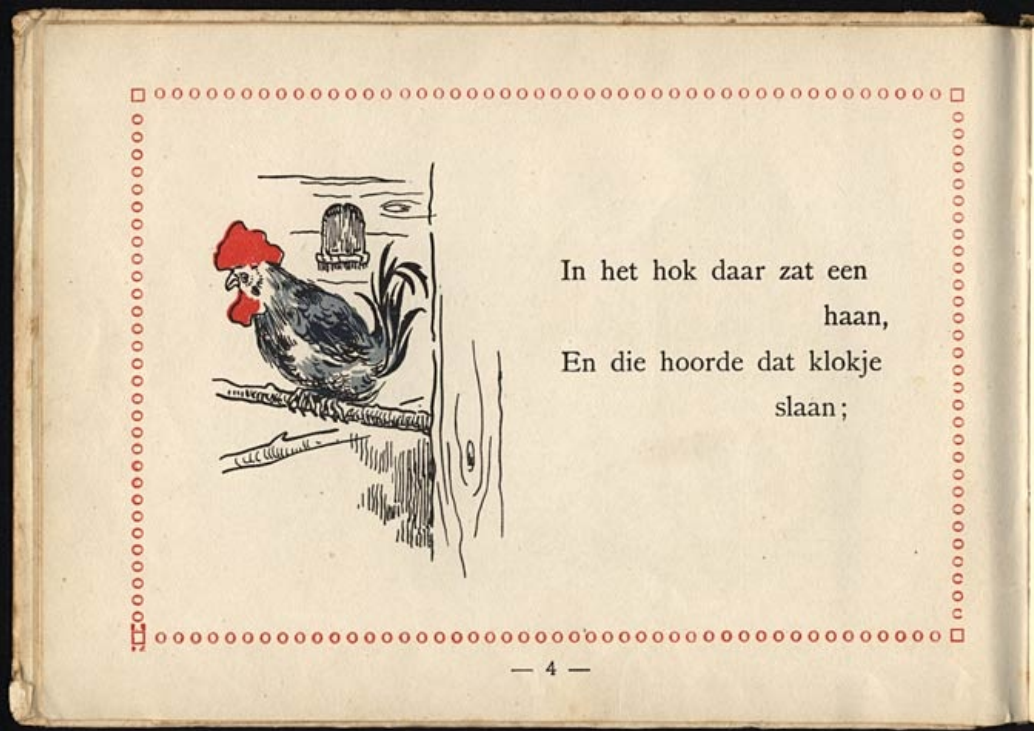 In het hok daar zat een
haan,
En die hoorde dat klokje
slaan;
— 4 —